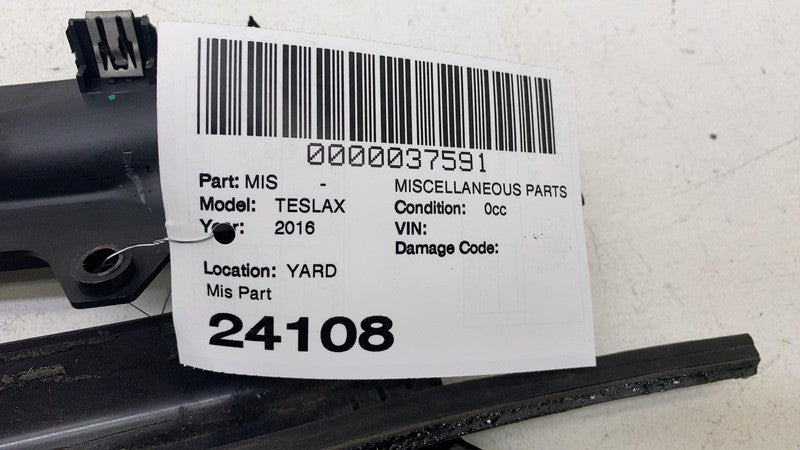 0000037591
Part: MIS - MISCELLANEOUS PARTS
Model: TESLAX Condition: 0cc
Year: 2016 VIN:
Damage Code:
Location: YARD
Mis Part
24108